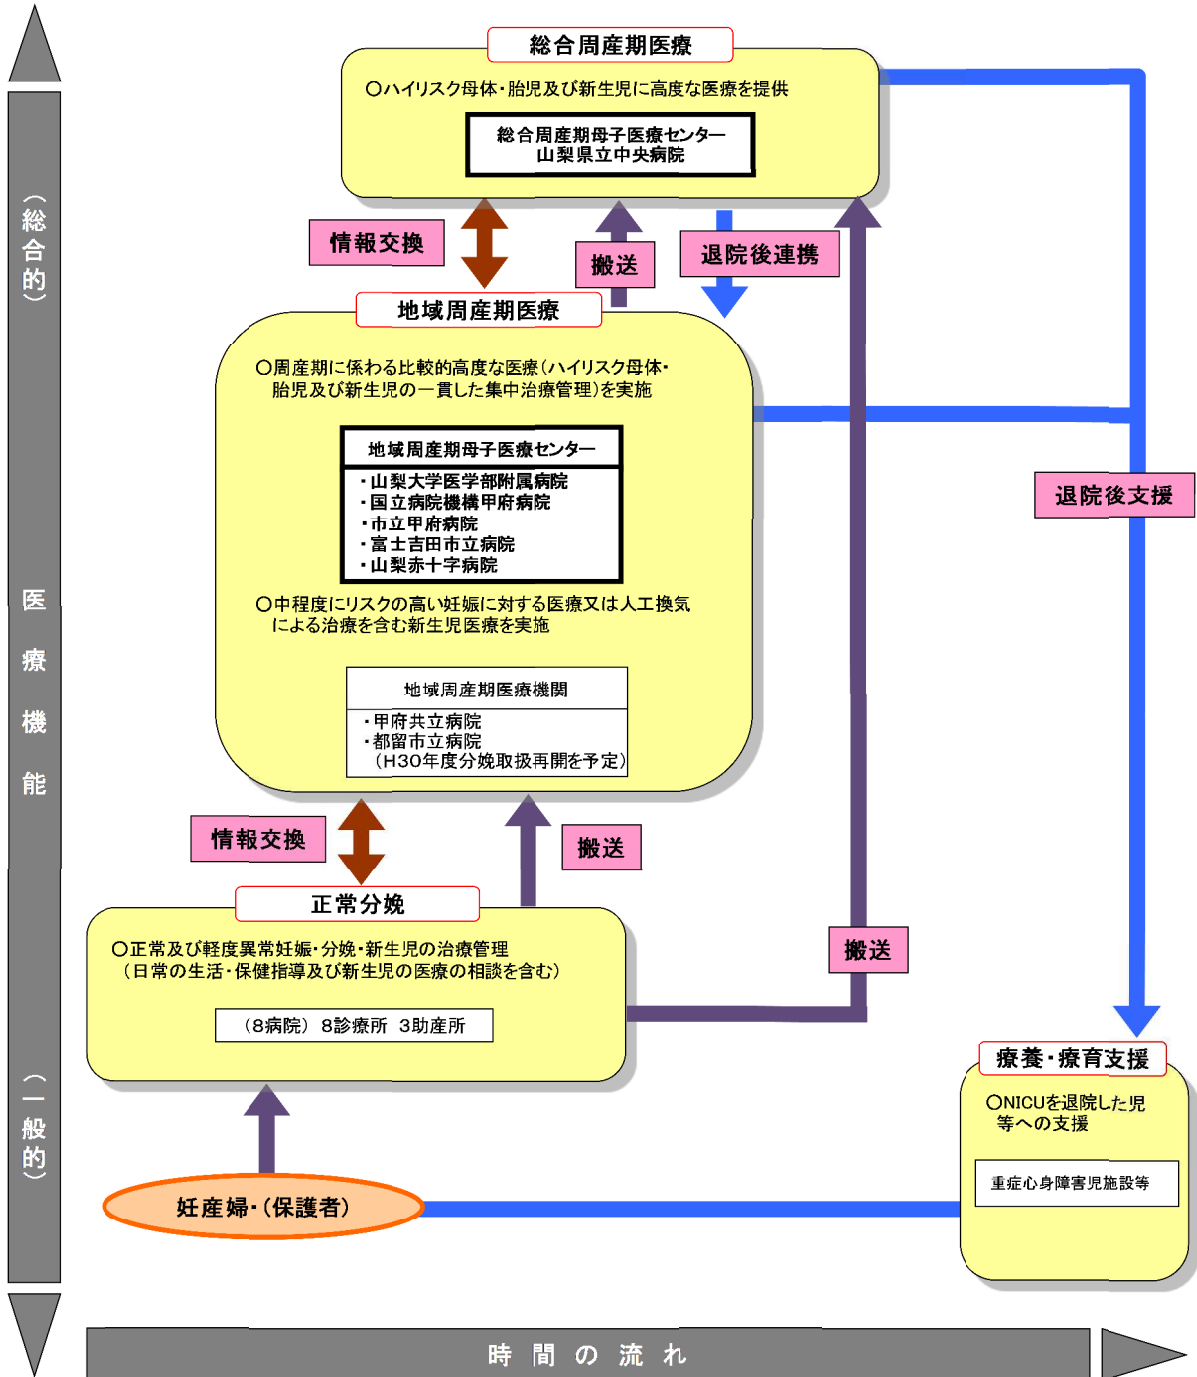 総合周産期医療
○ハイリスク母体・胎児及び新生児に高度な医療を提供
総合周産期母子医療センター
山梨県立中央病院
情報交換
搬送
退院後連携
地域周産期医療
○周産期に係わる比較的高度な医療(ハイリスク母体・
胎児及び新生児の一貫した集中治療管理)を実施
地域周産期母子医療センター
・山梨大学医学部附属病院
・国立病院機構甲府病院
・市立甲府病院
・富士吉田市立病院
・山梨赤十字病院
○中程度にリスクの高い妊娠に対する医療又は人工換気
による治療を含む新生児医療を実施
地域周産期医療機関
・甲府共立病院
・都留市立病院
(H30年度分娩取扱再開を予定)
退院後支援
情報交換
搬送
正常分娩
○正常及び軽度異常妊娠・分娩・新生児の治療管理
(日常の生活・保健指導及び新生児の医療の相談を含む)
(8病院) 8診療所 3助産所
搬送
療養・療育支援
○NICUを退院した児
等への支援
重症心身障害児施設等
妊産婦・(保護者)
(総合的)
医療機能
(一般的)
時間の流れ